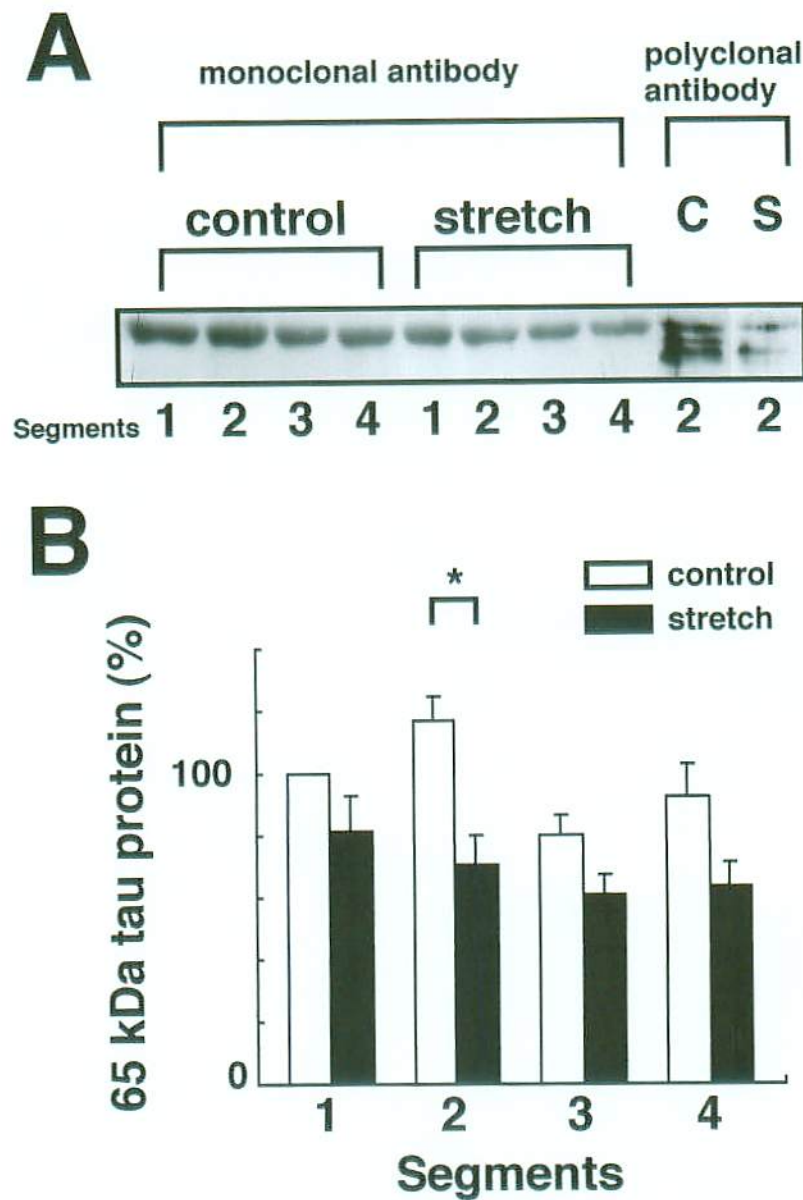 A
monoclonal antibody
polyclonal
antibody
control
stretch
C
S
Segments 1 2 3 4 1 2 3 4 2 2
B
*
control
stretch
65 kDa tau protein (%)
100
0
1 2 3 4
Segments